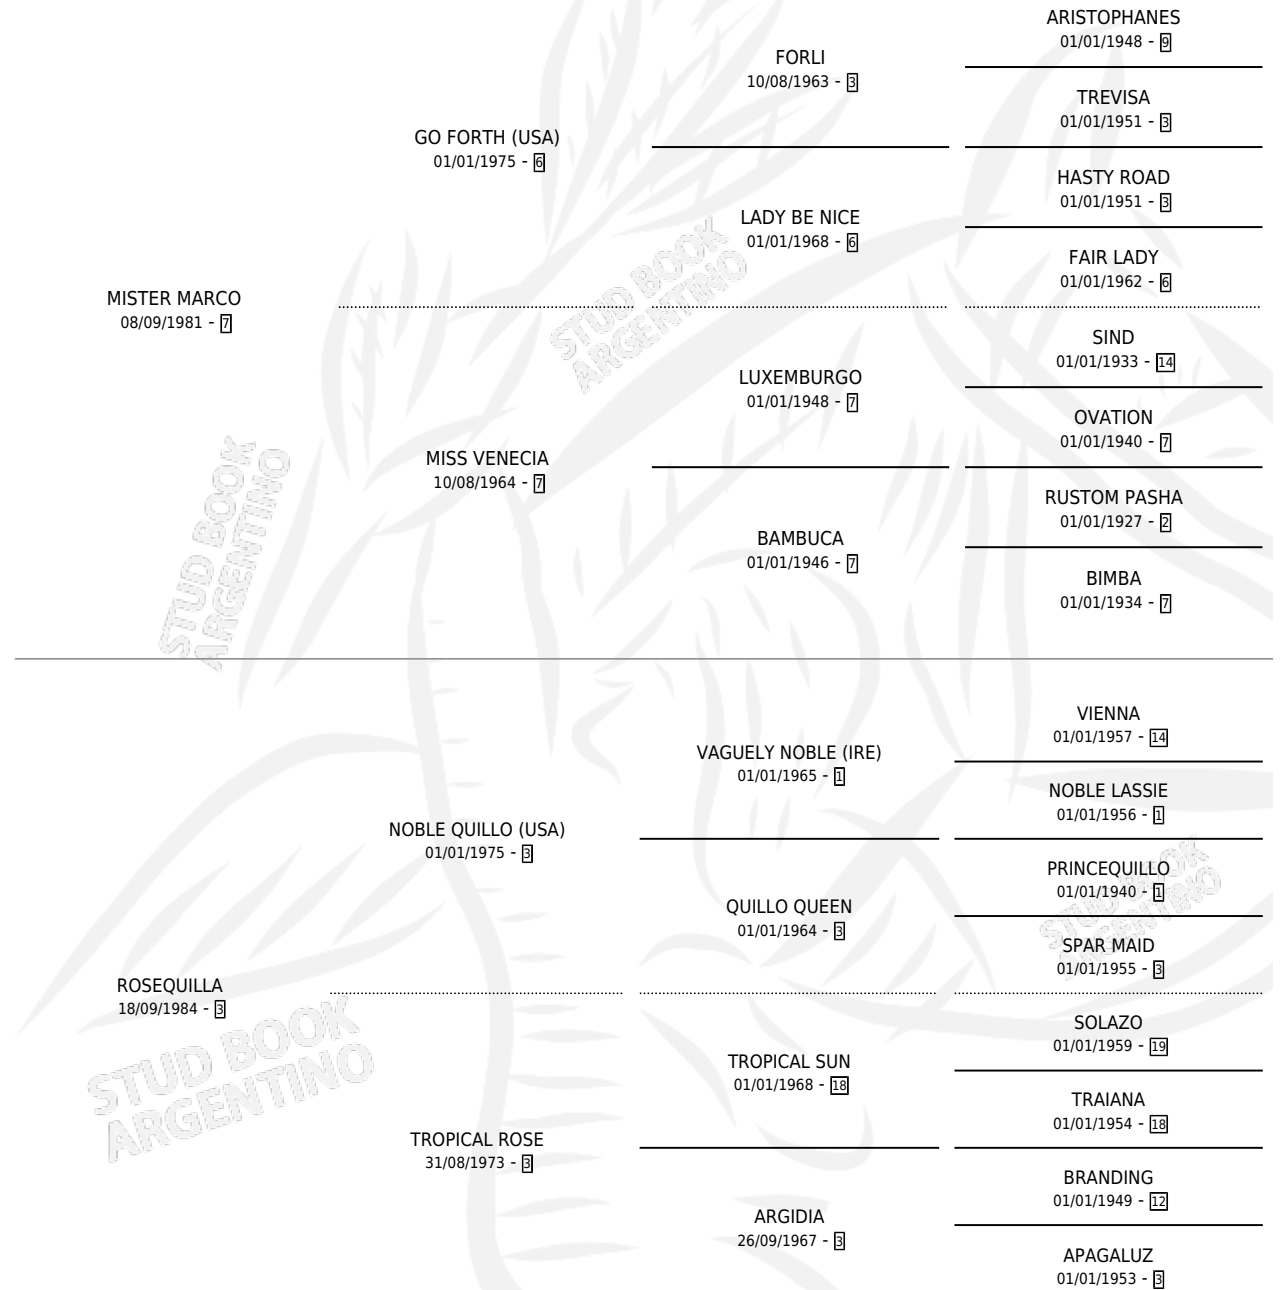 ARISTOPHANES
01/01/1948 - 9
FORLI
10/08/1963 - 3
TREVISA
01/01/1951 - 3
GO FORTH (USA)
01/01/1975 - 6
HASTY ROAD
01/01/1951 - 3
LADY BE NICE
01/01/1968 - 6
FAIR LADY
01/01/1962 - 6
MISTER MARCO
08/09/1981 - 7
SIND
01/01/1933 - 14
LUXEMBURGO
01/01/1948 - 7
OVATION
01/01/1940 - 7
MISS VENECIA
10/08/1964 - 7
RUSTOM PASHA
01/01/1927 - 2
BAMBUCA
01/01/1946 - 7
BIMBA
01/01/1934 - 7
VIENNA
01/01/1957 - 14
VAGUELY NOBLE (IRE)
01/01/1965 - 1
NOBLE LASSIE
01/01/1956 - 1
NOBLE QUILLO (USA)
01/01/1975 - 3
PRINCEQUILLO
01/01/1940 - 1
QUILLO QUEEN
01/01/1964 - 3
SPAR MAID
01/01/1955 - 3
ROSEQUILLA
18/09/1984 - 3
SOLAZO
01/01/1959 - 19
TROPICAL SUN
01/01/1968 - 18
TRAIANA
01/01/1954 - 18
TROPICAL ROSE
31/08/1973 - 3
BRANDING
01/01/1949 - 12
ARGIDIA
26/09/1967 - 3
APAGALUZ
01/01/1953 - 3
STUD BOOK
ARGENTINO
STUD BOOK
ARGENTINO
STUD BOOK
ARGENTINO
STUD BOOK
ARGENTINO